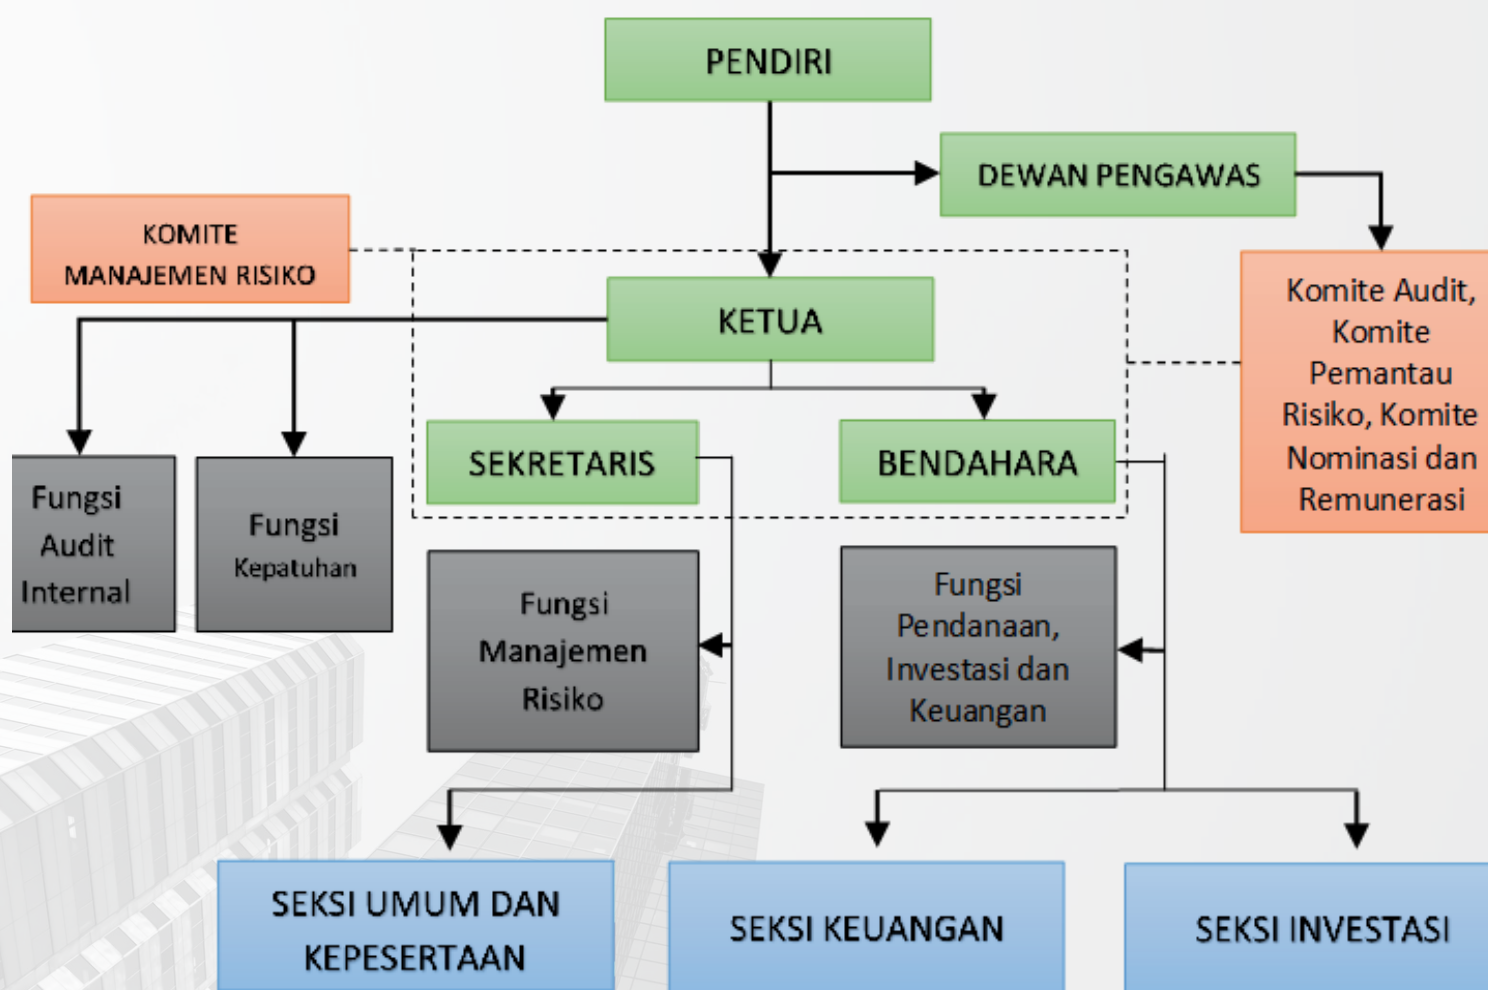 PENDIRI
DEWAN PENGAWAS
KOMITE
MANAJEMEN RISIKO
KETUA
Komite Audit,
Komite
Pemantau
Risiko, Komite
Nominasi dan
Remunerasi
SEKRETARIS
BENDAHARA
Fungsi
Audit
Internal
Fungsi
Kepatuhan
Fungsi
Manajemen
Risiko
Fungsi
Pendanaan,
Investasi dan
Keuangan
SEKSI UMUM DAN
KEPESERTAAN
SEKSI KEUANGAN
SEKSI INVESTASI